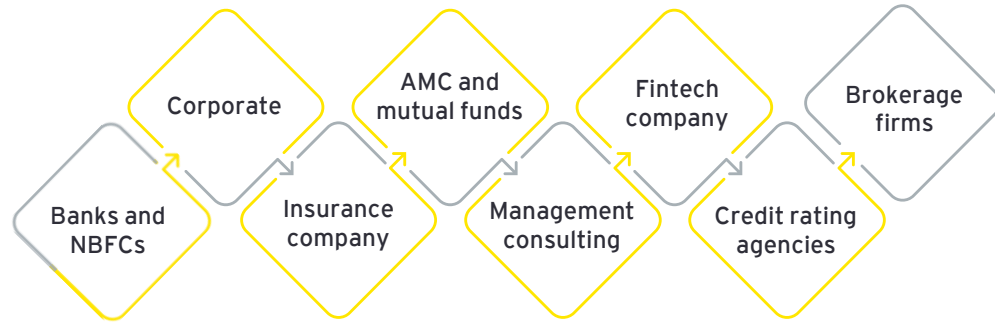 Banks and
NBFCs
Corporate
Insurance
company
AMC and
mutual funds
Management
consulting
Fintech
company
Credit rating
agencies
Brokerage
firms